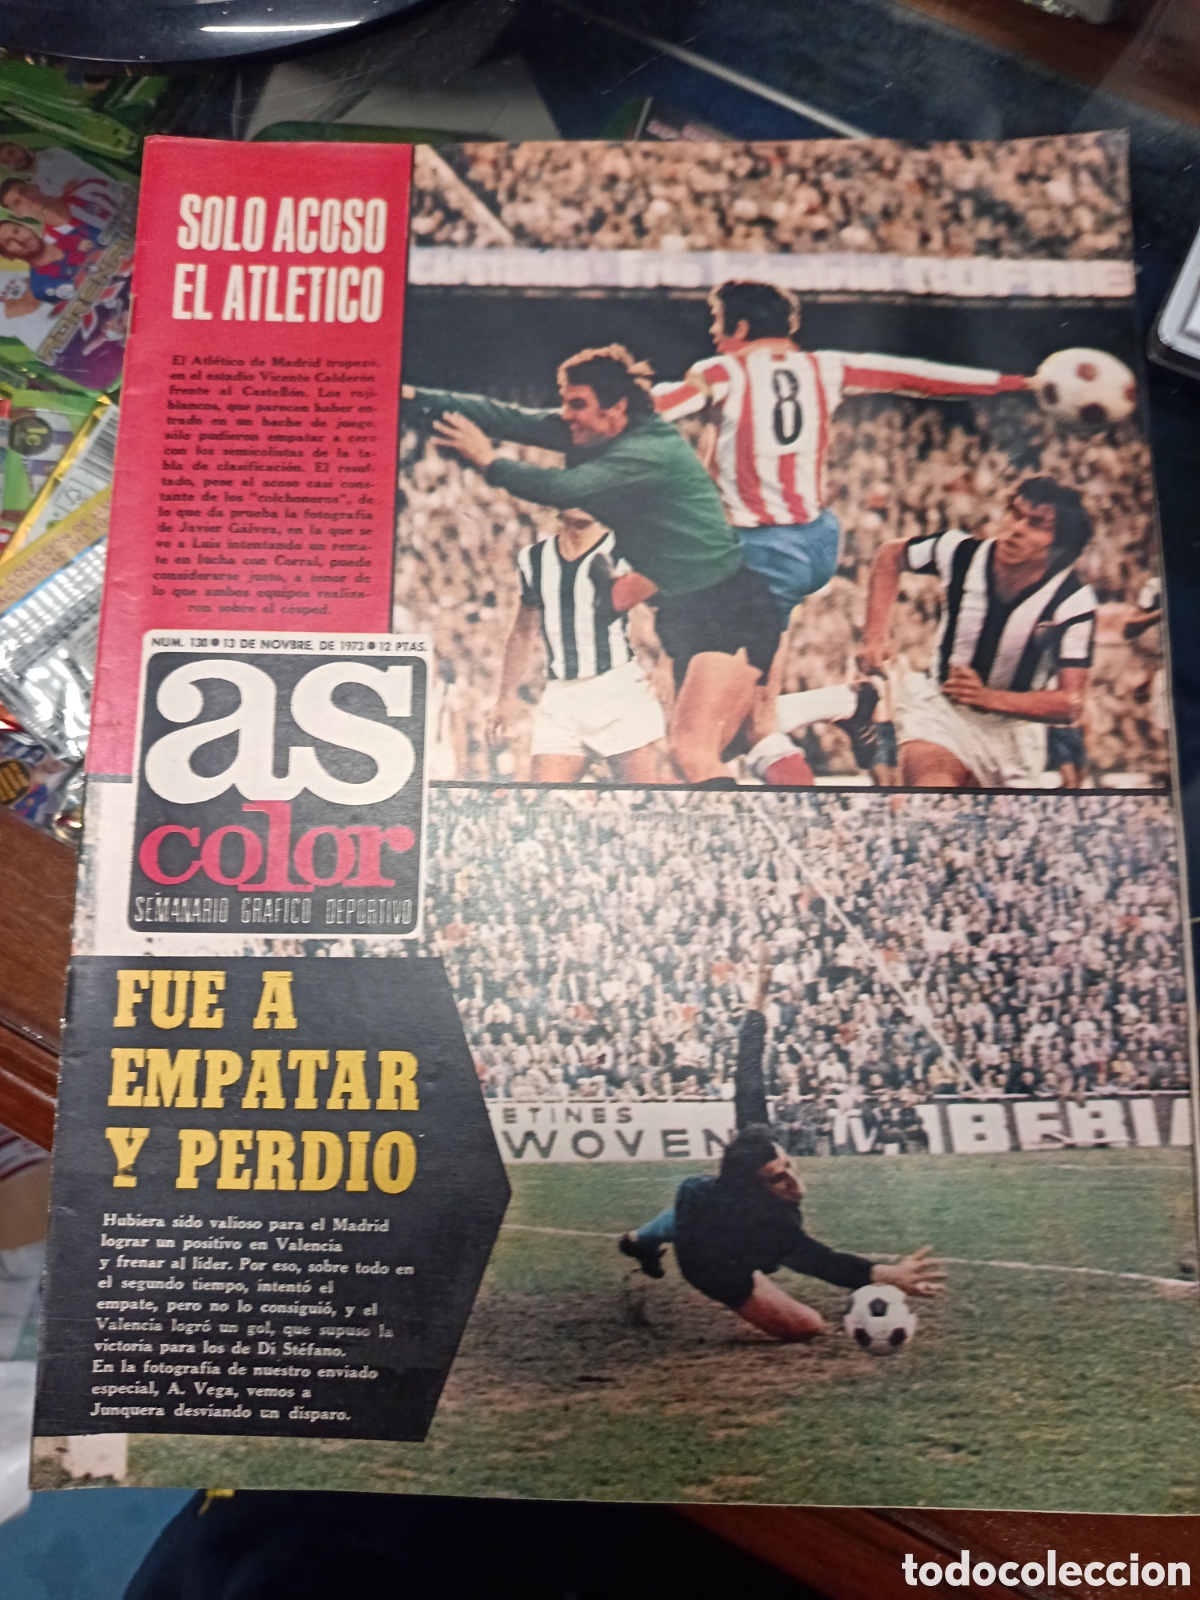 SOLO ACOSO
EL ATLETICO
El Atlético de Madrid tropezó,
en el estadio Vicente Calderón
frente al Castellón. Los roji-
blancos, que parecen haber en-
trado en un bache de juego,
sólo pudieron empatar a cero
con los semicolistas de la ta-
bla de clasificación. El resul-
tado, pese al acoso casi cons-
tante de los "colchoneros", de
lo que da prueba la fotografía
de Javier Gálvez, en la que se
ve a Luis intentando un rema-
te en lucha con Corral, puede
considerarse justo, a tenor de
lo que ambos equipos realiza-
ron sobre el césped.
8
NUM. 130 ● 13 DE NOVBRE. DE 1973 ● 12 PTAS.
as
color
SEMANARIO GRAFICO DEPORTIVO
FUE A
EMPATAR
Y PERDIO
Hubiera sido valioso para el Madrid
lograr un positivo en Valencia
y frenar al líder. Por eso, sobre todo en
el segundo tiempo, intentó el
empate, pero no lo consiguió, y el
Valencia logró un gol, que supuso la
victoria para los de Di Stéfano.
En la fotografía de nuestro enviado
especial, A. Vega, vemos a
Junquera desviando un disparo.
ETINES
WOVEN
IBERI
todocoleccion